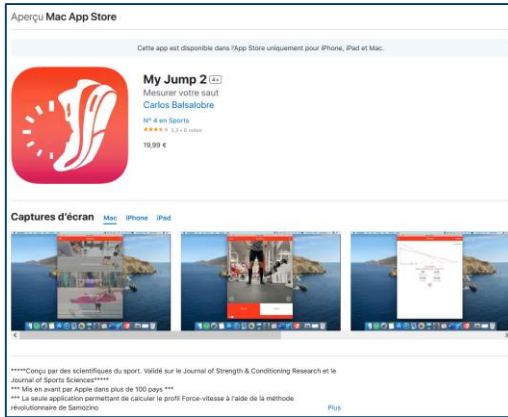 Aperçu Mac App Store
Cette app est disponible dans l'App Store uniquement pour iPhone, iPad et Mac.
My Jump 2 4+
Mesurer votre saut
Carlos Balsalobre
Nº 4 en Sports
19,99 €
Captures d'écran Mac iPhone iPad
*****Conçu par des scientifiques du sport. Validé sur le Journal of Strength & Conditioning Research et le
Journal of Sports Sciences*****
*** Mis en avant par Apple dans plus de 100 pays ***
*** La seule application permettant de calculer le profil Force-vitesse à l'aide de la méthode
révolutionnaire de Samozino Plus